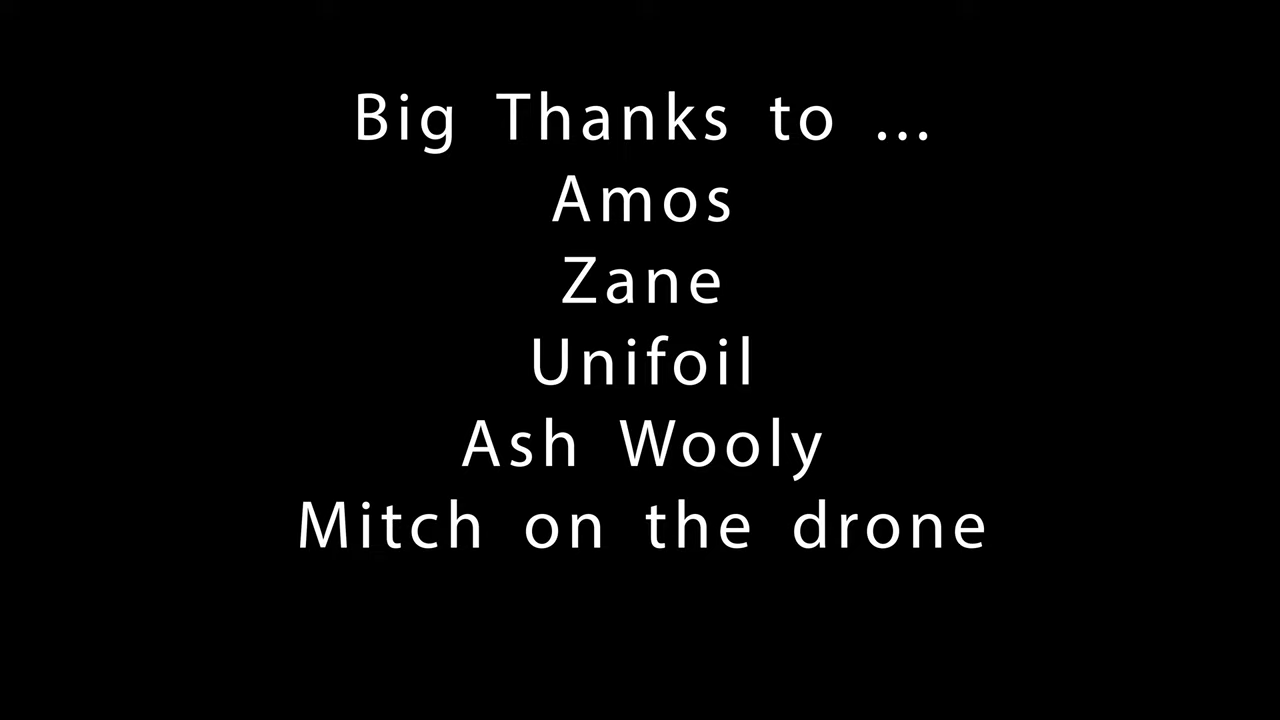 Big Thanks to ...
Amos
Zane
Unifoil
Ash Wooly
Mitch on the drone